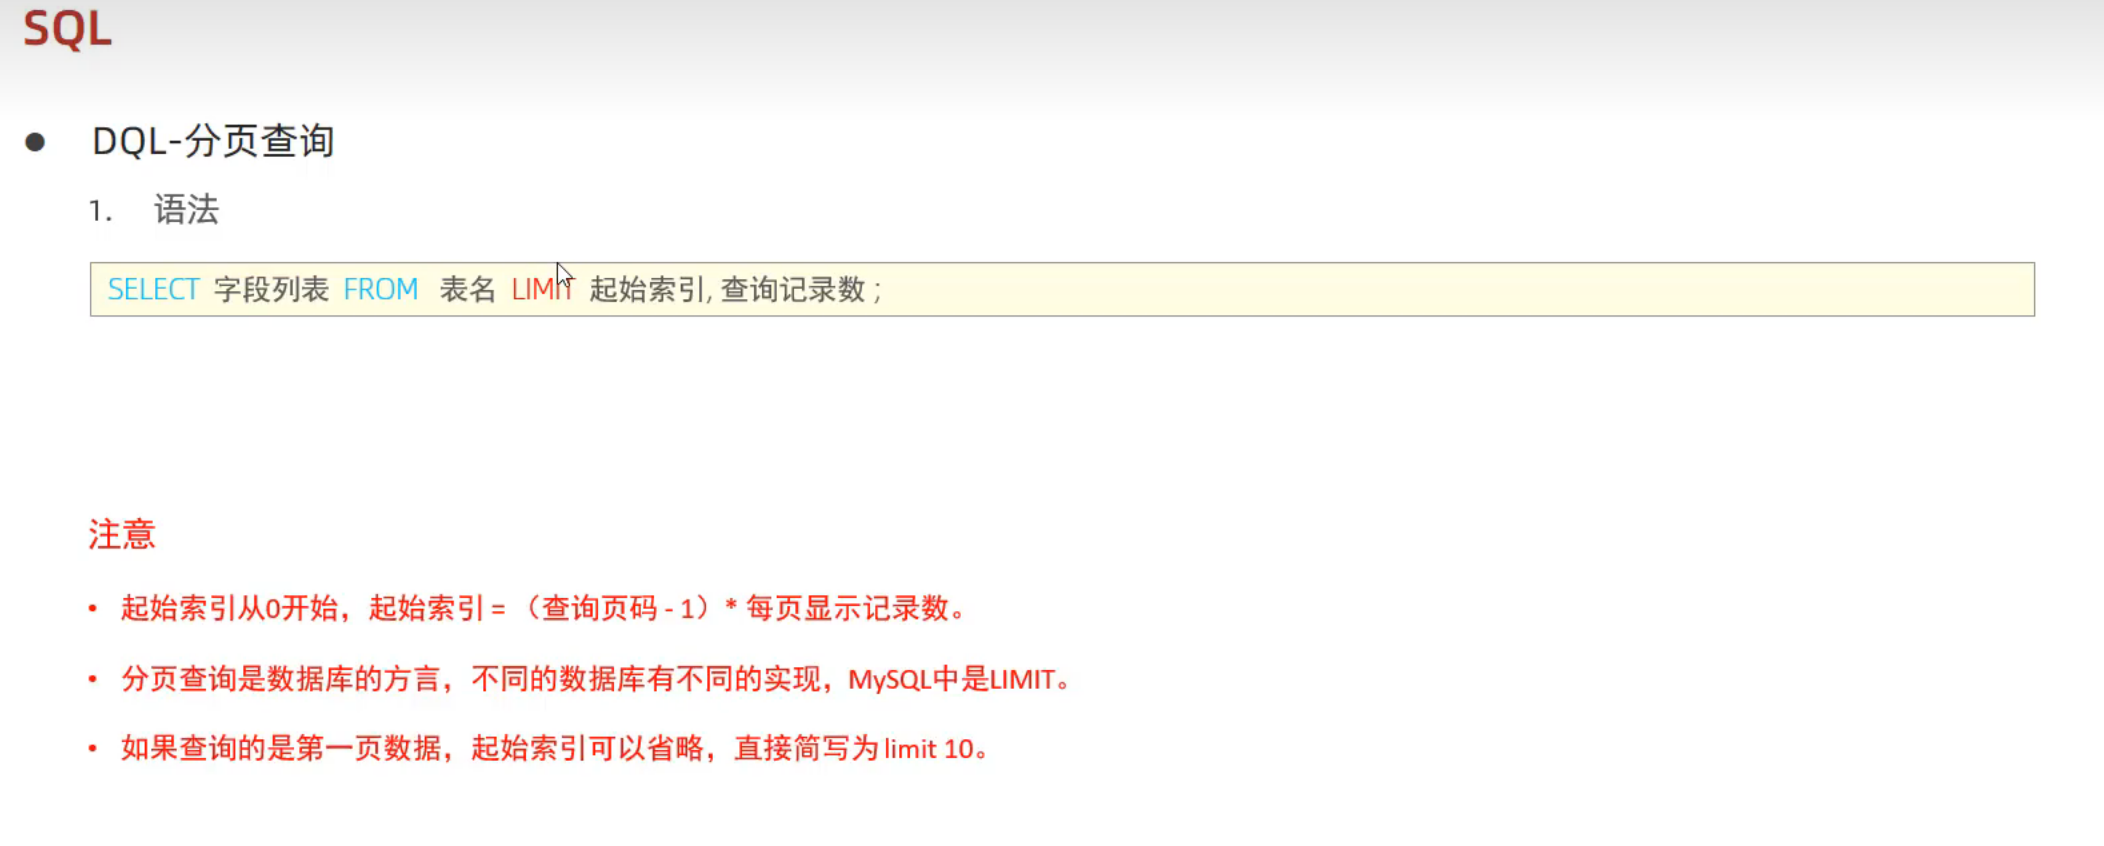 SQL
● DQL-分页查询
1. 语法
SELECT 字段列表 FROM 表名 LIMIT 起始索引, 查询记录数 ;
注意
• 起始索引从0开始，起始索引 = （查询页码 - 1）* 每页显示记录数。
• 分页查询是数据库的方言，不同的数据库有不同的实现，MySQL中是LIMIT。
• 如果查询的是第一页数据，起始索引可以省略，直接简写为 limit 10。